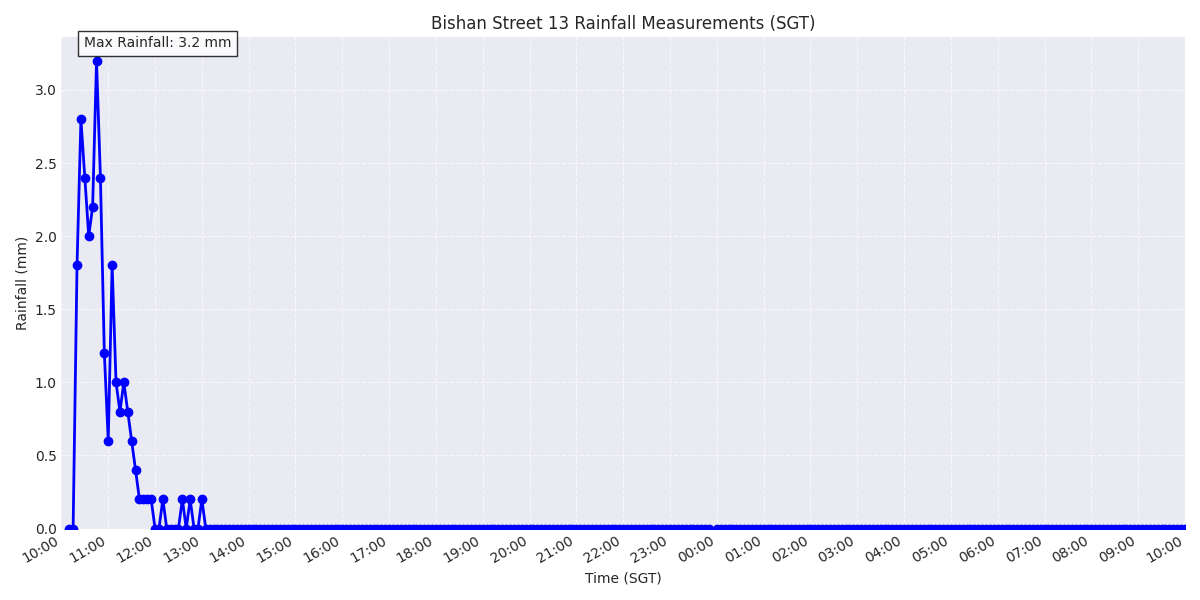 Bishan Street 13 Rainfall Measurements (SGT)
Max Rainfall: 3.2 mm
Rainfall (mm)
3.0
2.5
2.0
1.5
1.0
0.5
0.0
10:00 11:00 12:00 13:00 14:00 15:00 16:00 17:00 18:00 19:00 20:00 21:00 22:00 23:00 00:00 01:00 02:00 03:00 04:00 05:00 06:00 07:00 08:00 09:00 10:00
Time (SGT)